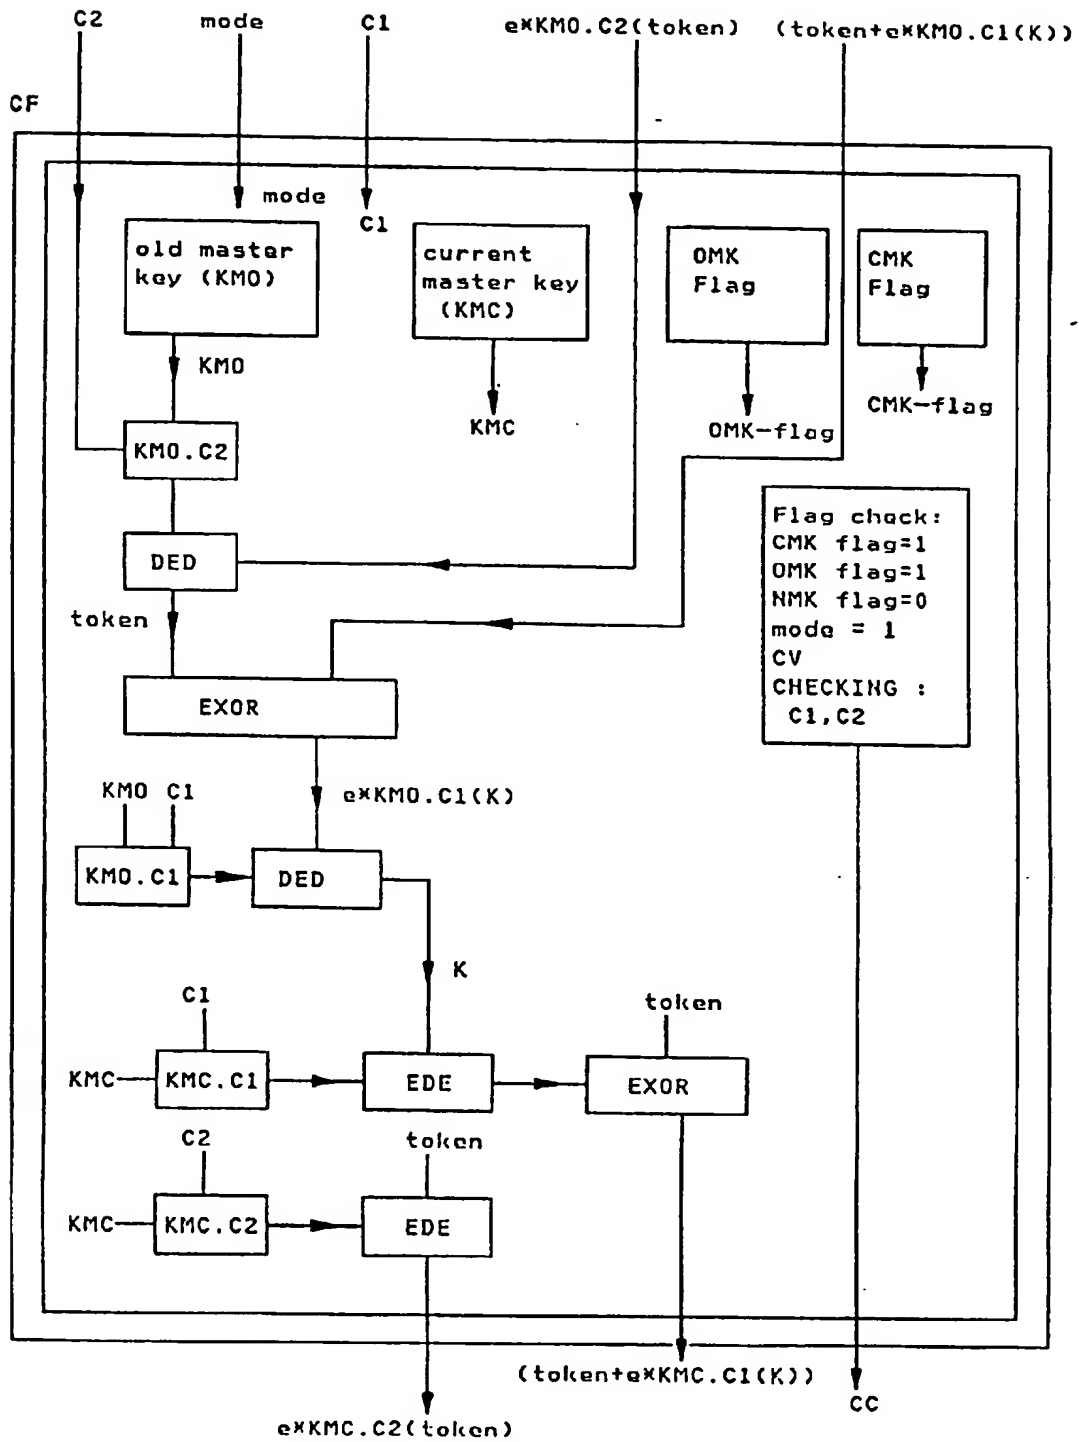 C2
mode
C1
e*KMO.C2(token)
(token+e*KMO.C1(K))
CF
mode
C1
old master
key (KMO)
current
master key
(KMC)
OMK
Flag
CMK
Flag
KMO
KMC
OMK-flag
CMK-flag
KMO.C2
DED
token
Flag check:
CMK flag=1
OMK flag=1
NMK flag=0
mode = 1
CV
CHECKING :
C1,C2
EXOR
e*KMO.C1(K)
KMO C1
KMO.C1
DED
K
C1
token
KMC
KMC.C1
EDE
EXOR
C2
token
KMC
KMC.C2
EDE
(token+e*KMC.C1(K))
CC
e*KMC.C2(token)